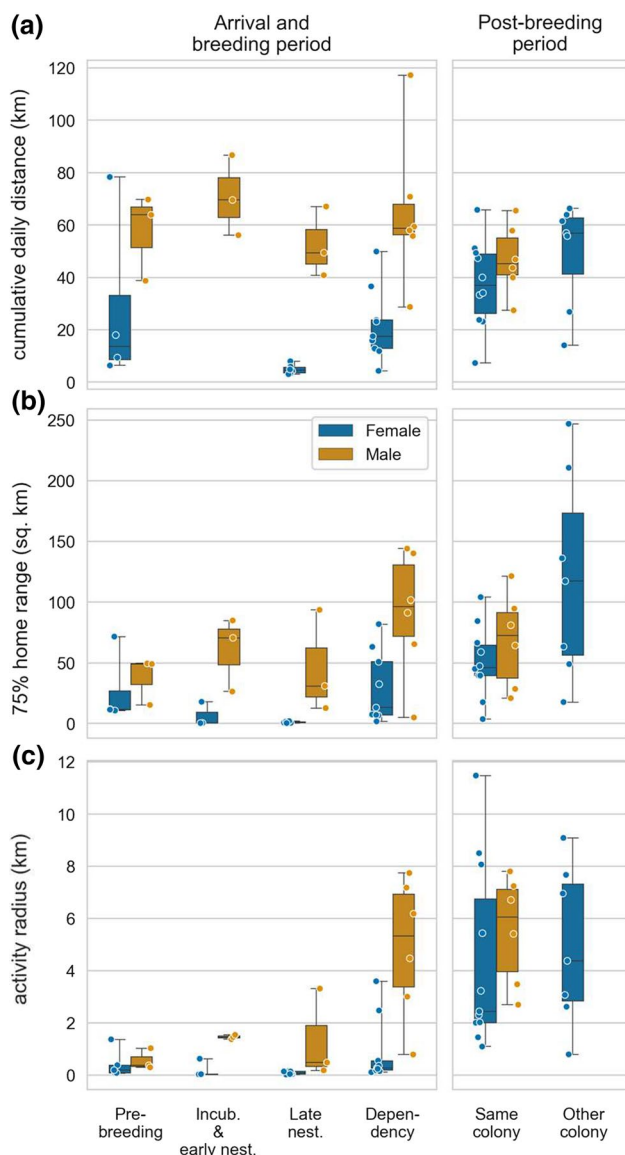 (a)
Arrival and
breeding period
Post-breeding
period
cumulative daily distance (km)
120
100
80
60
40
20
0
(b)
75% home range (sq. km)
250
200
150
100
50
0
Female
Male
(c)
activity radius (km)
12
10
8
6
4
2
0
Pre-
breeding
Incub.
&
early nest.
Late
nest.
Depen-
dency
Same
colony
Other
colony